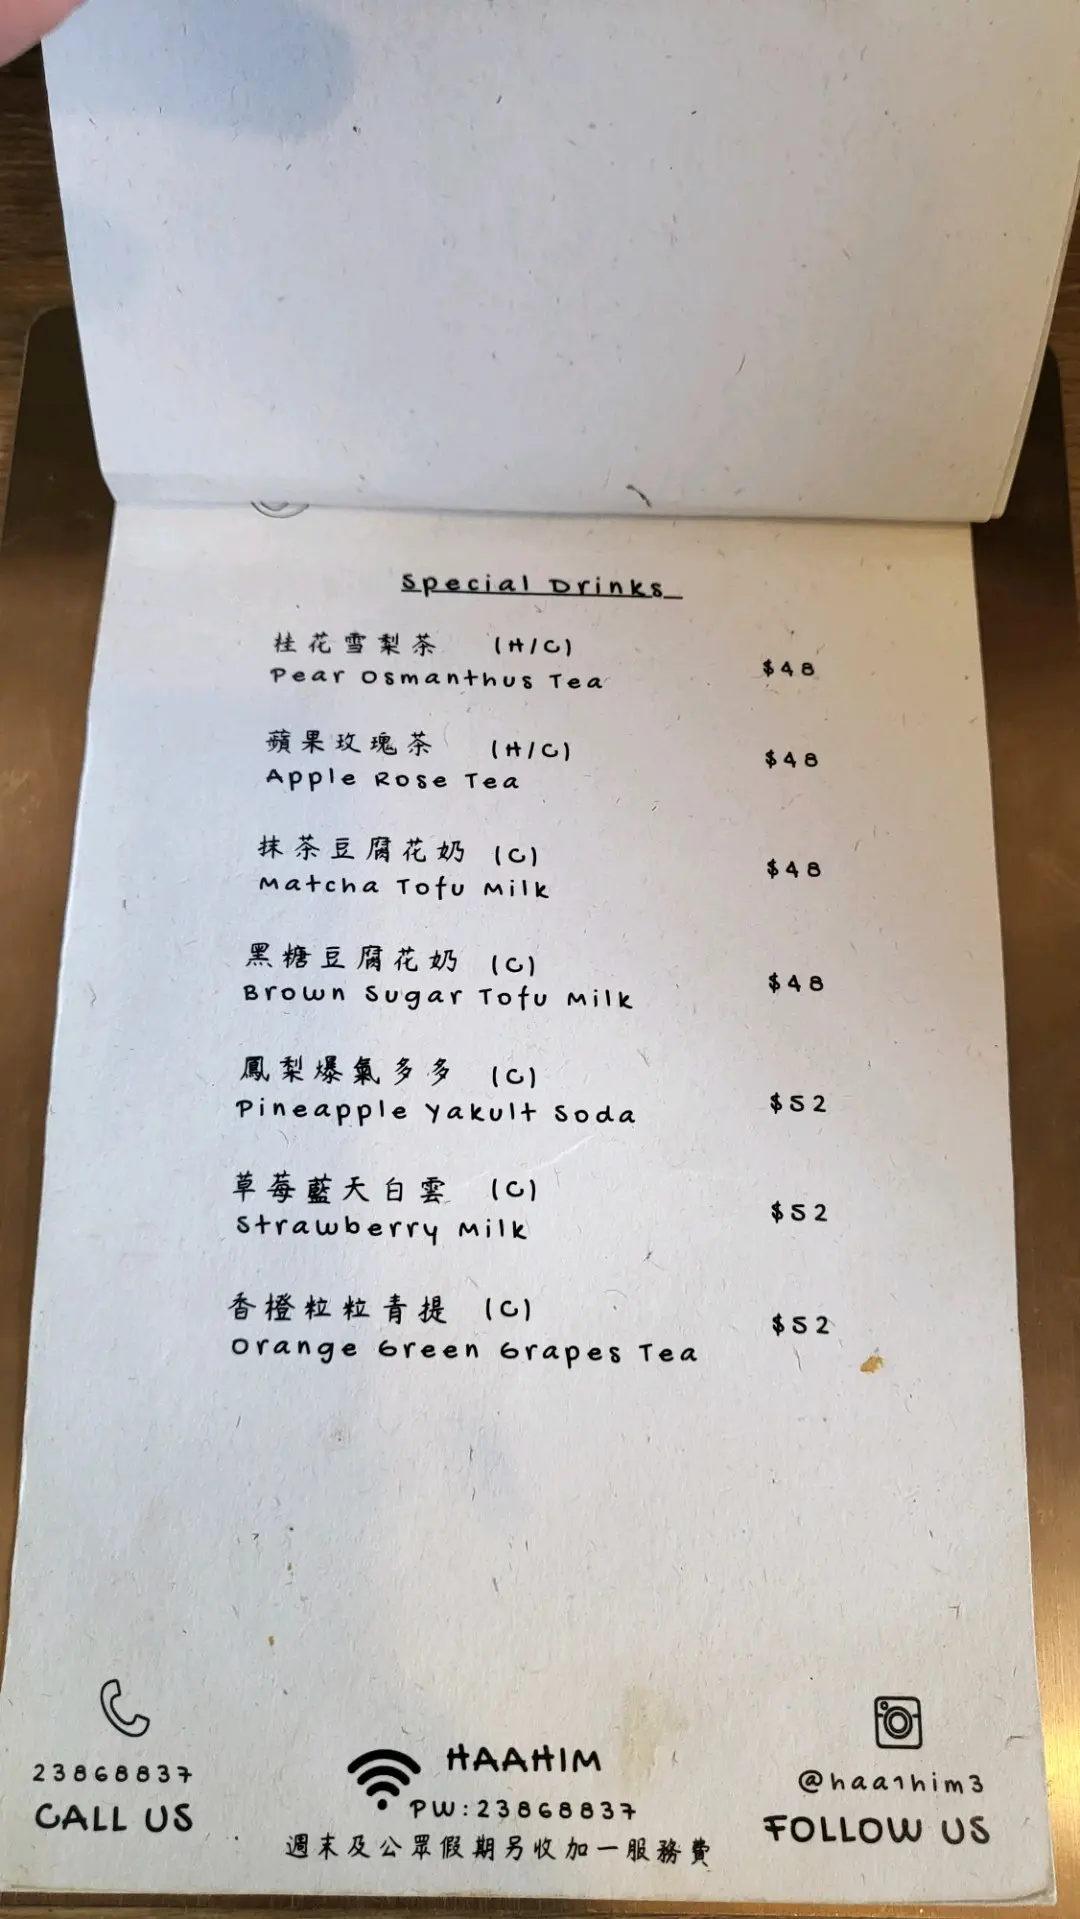 Special Drinks
桂花雪梨茶 (H/C)
Pear Osmanthus Tea $48
蘋果玫瑰茶 (H/C)
Apple Rose Tea $48
抹茶豆腐花奶 (C)
Matcha Tofu Milk $48
黑糖豆腐花奶 (C)
Brown Sugar Tofu Milk $48
鳳梨爆氣多多 (C)
Pineapple Yakult Soda $52
草莓藍天白雲 (C)
Strawberry Milk $52
香橙粒粒青提 (C)
Orange Green Grapes Tea $52
23868837
CALL US
HAAHIM
PW:23868837
週末及公眾假期另收加一服務費
@haa1him3
FOLLOW US